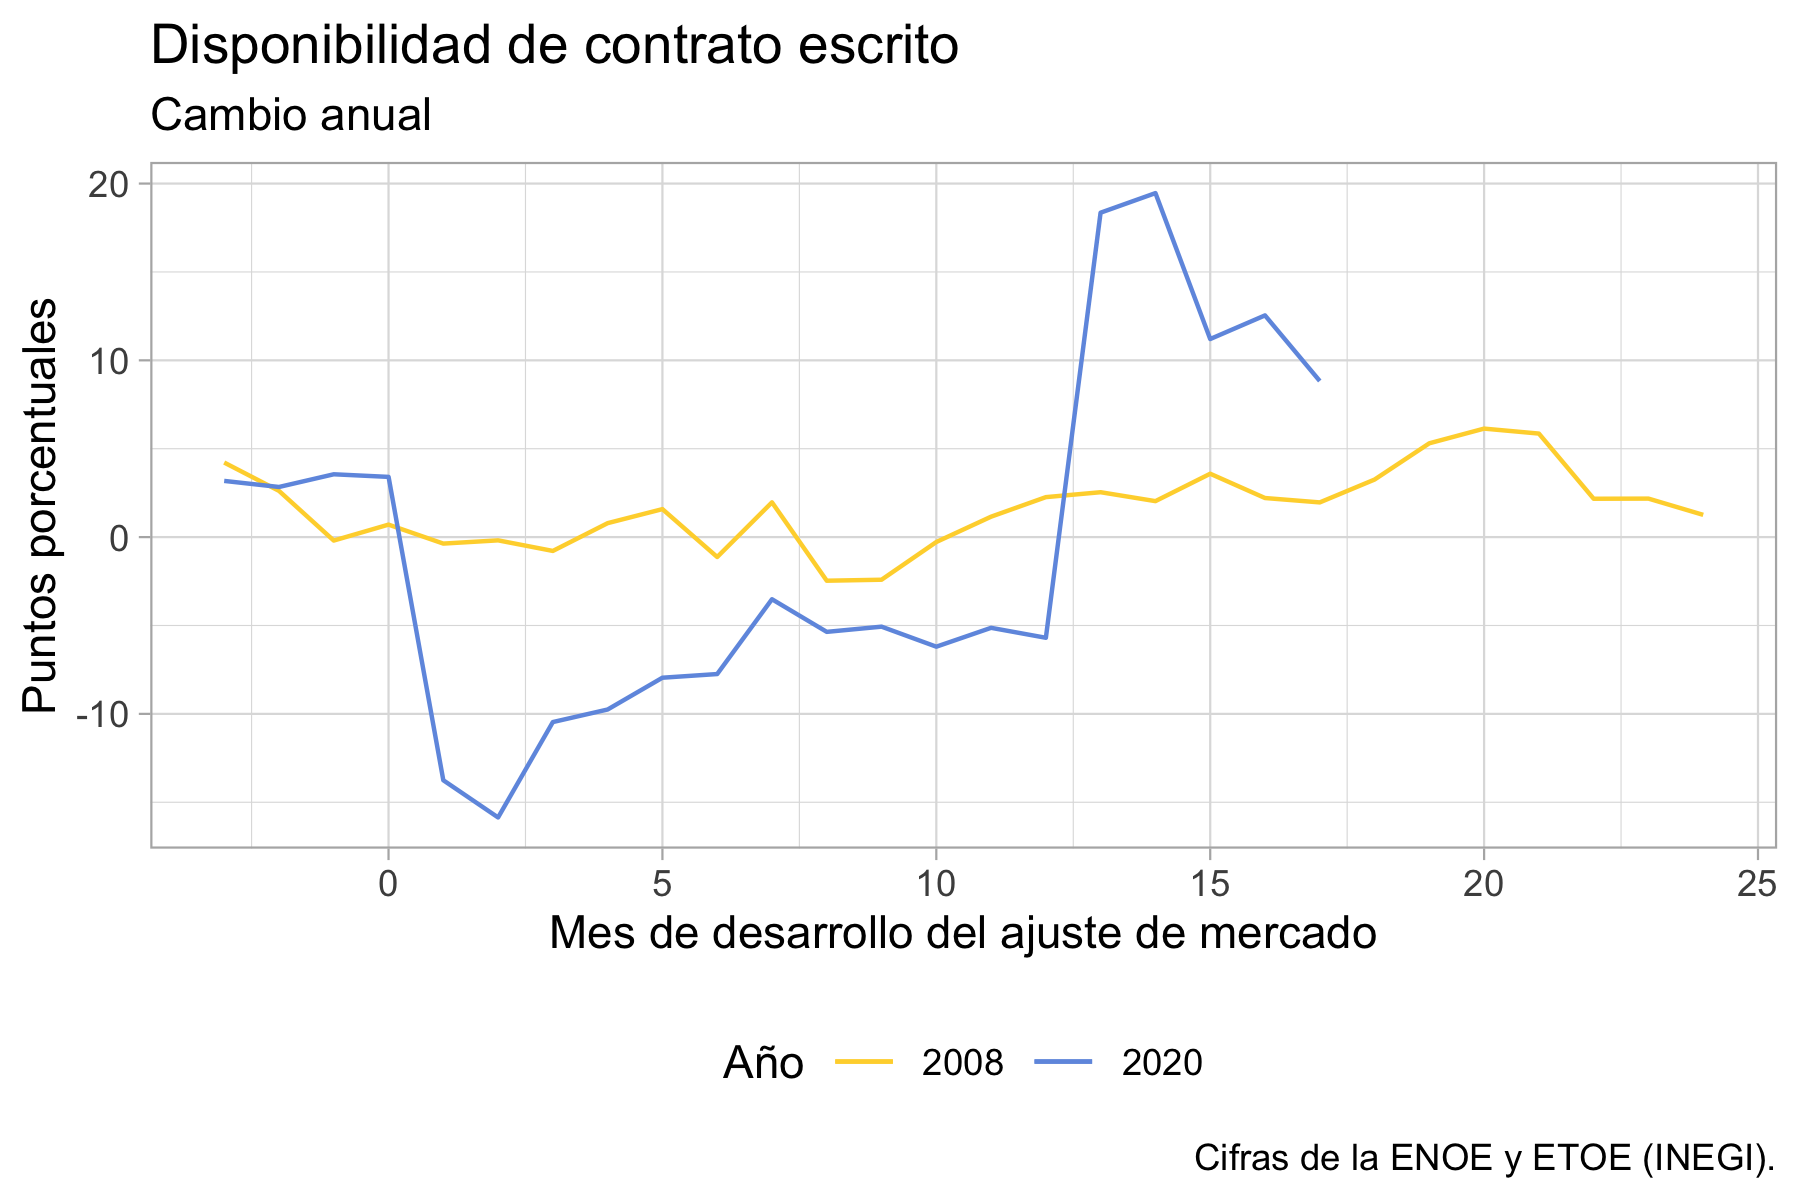 Disponibilidad de contrato escrito
Cambio anual
Puntos porcentuales
20
10
0
-10
0 5 10 15 20 25
Mes de desarrollo del ajuste de mercado
Año 2008 2020
Cifras de la ENOE y ETOE (INEGI).